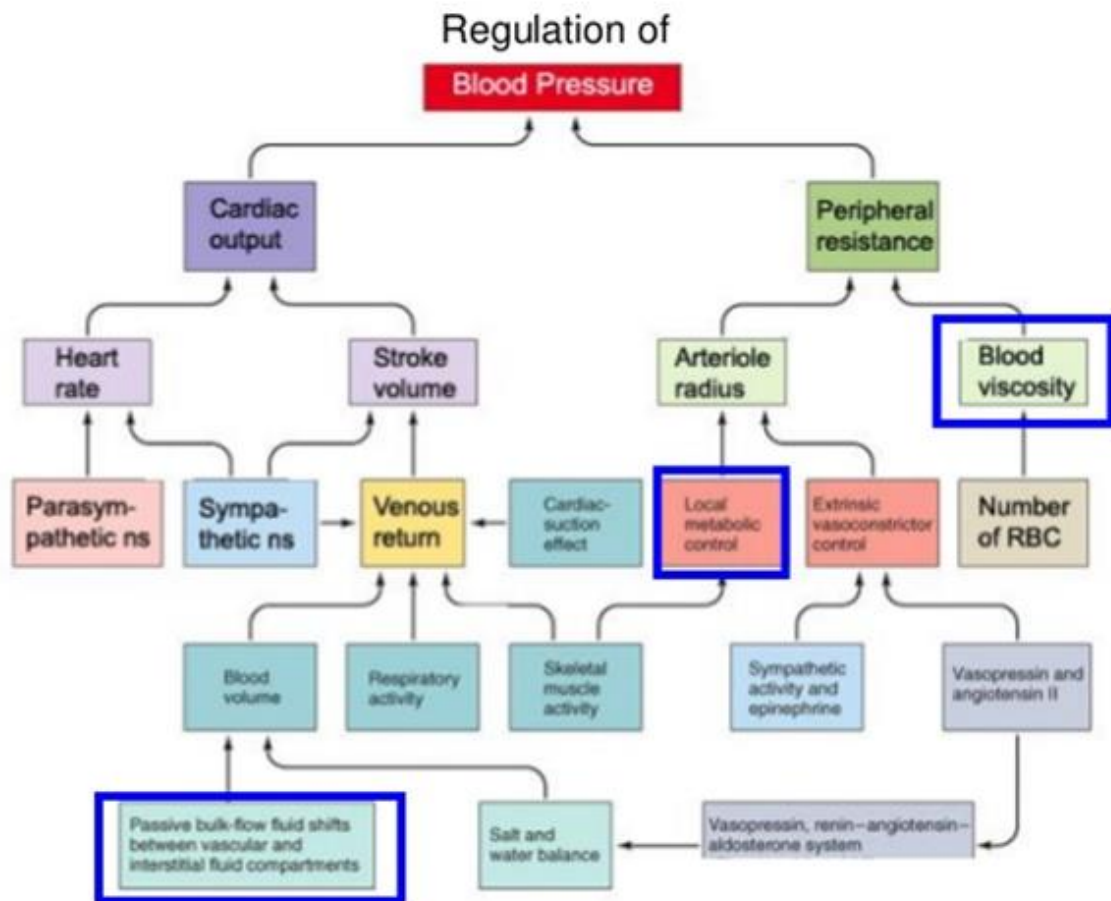 Regulation of
Blood Pressure
Cardiac
output
Peripheral
resistance
Heart
rate
Stroke
volume
Arteriole
radius
Blood
viscosity
Parasym-
pathetic ns
Sympa-
thetic ns
Venous
return
Cardiac-
suction
effect
Local
metabolic
control
Extrinsic
vasoconstrictor
control
Number
of RBC
Blood
volume
Respiratory
activity
Skeletal
muscle
activity
Sympathetic
activity and
epinephrine
Vasopressin and
angiotensin II
Passive bulk-flow fluid shifts
between vascular and
interstitial fluid compartments
Salt and
water balance
Vasopressin, renin–angiotensin–
aldosterone system